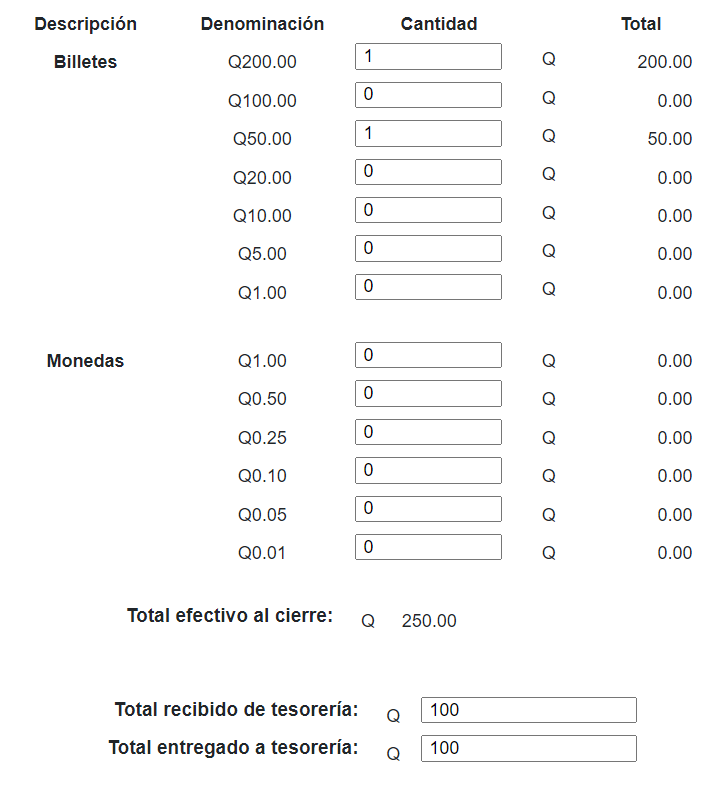 Descripción Denominación Cantidad Total
Billetes Q200.00 1 Q 200.00
Q100.00 0 Q 0.00
Q50.00 1 Q 50.00
Q20.00 0 Q 0.00
Q10.00 0 Q 0.00
Q5.00 0 Q 0.00
Q1.00 0 Q 0.00
Monedas Q1.00 0 Q 0.00
Q0.50 0 Q 0.00
Q0.25 0 Q 0.00
Q0.10 0 Q 0.00
Q0.05 0 Q 0.00
Q0.01 0 Q 0.00
Total efectivo al cierre: Q 250.00
Total recibido de tesorería: Q 100
Total entregado a tesorería: Q 100